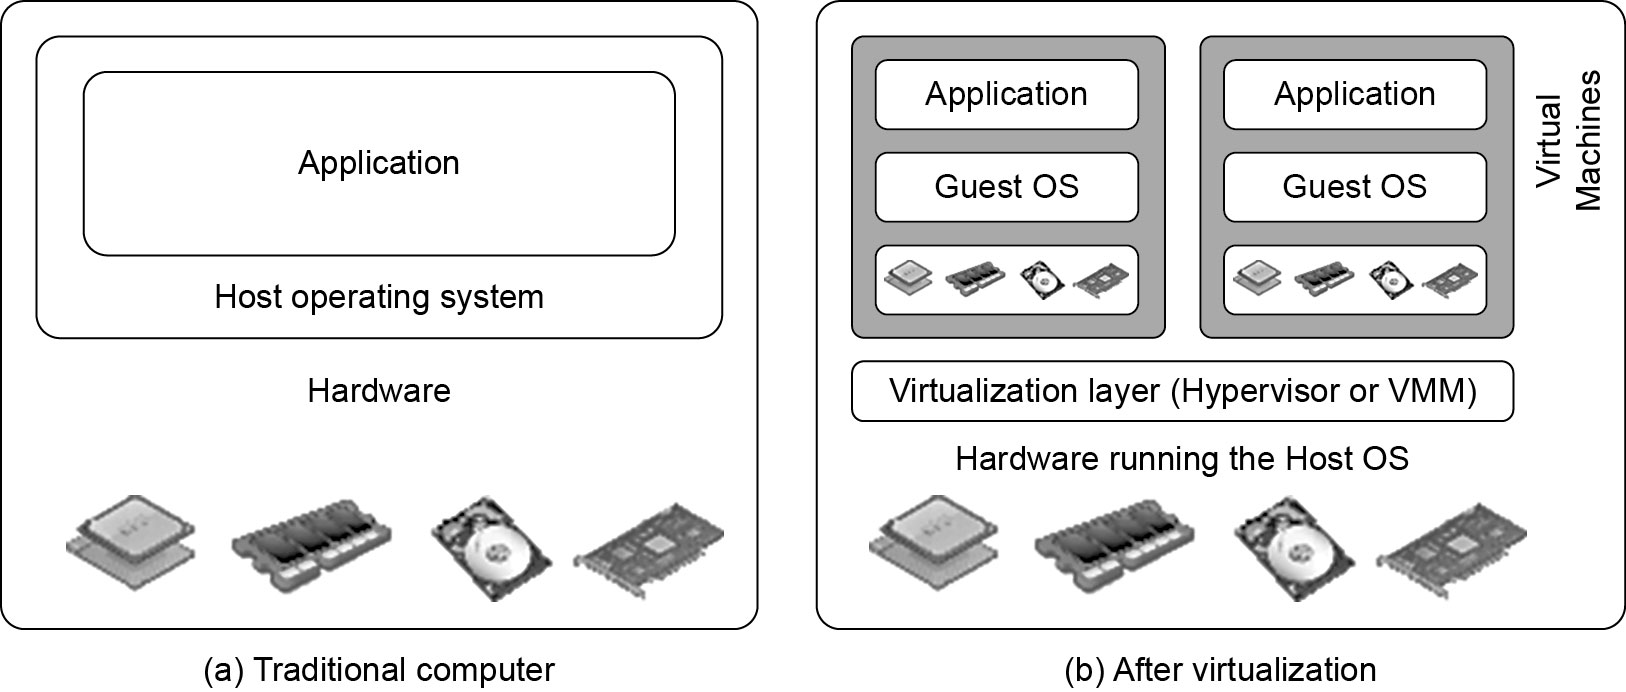 Application
Host operating system
Hardware
(a) Traditional computer
Application
Guest OS
Application
Guest OS
Virtual
Machines
Virtualization layer (Hypervisor or VMM)
Hardware running the Host OS
(b) After virtualization